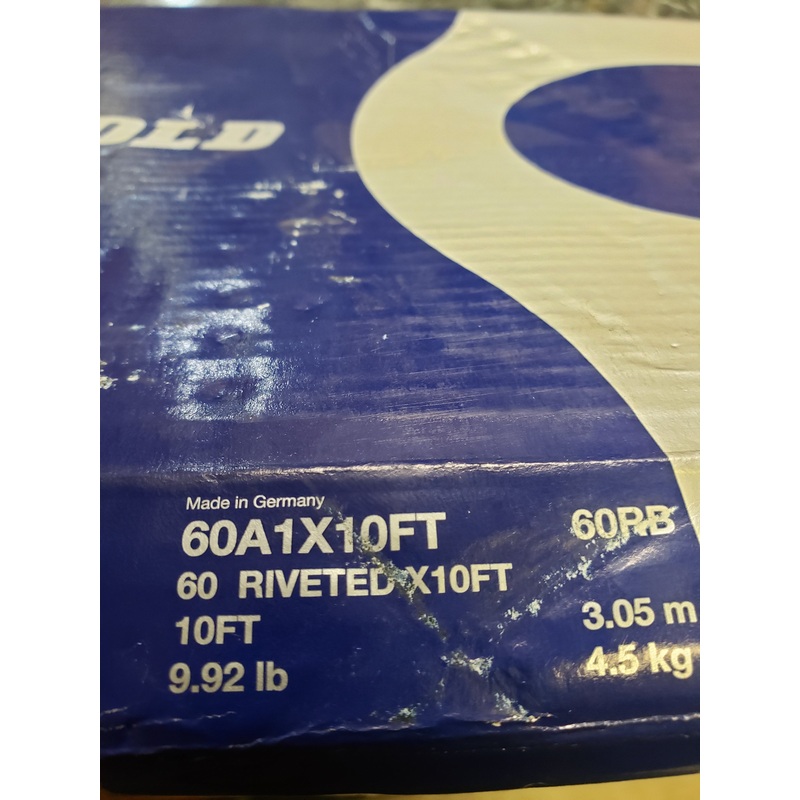 OLD
Made in Germany
60A1X10FT 60RB
60 RIVETED X10FT
10FT 3.05 m
9.92 lb 4.5 kg